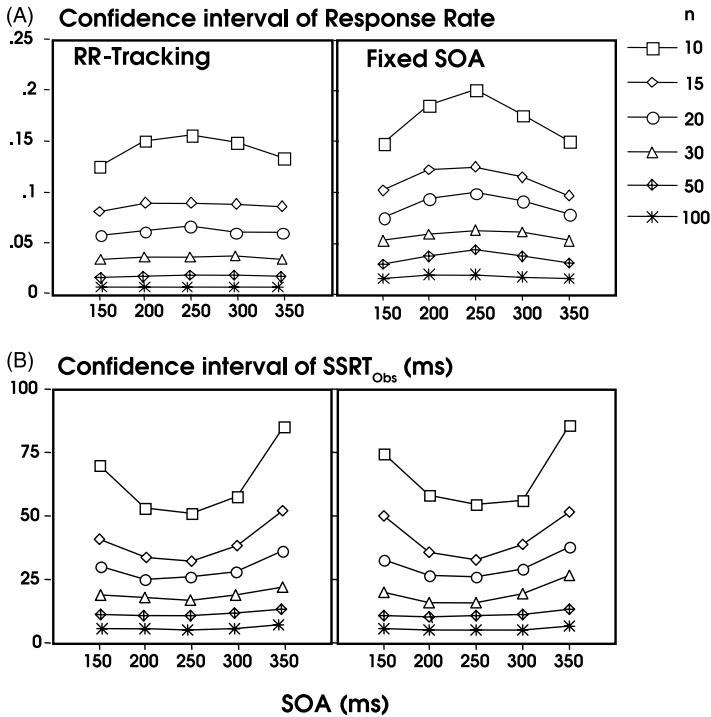 (A) Confidence interval of Response Rate
n
RR-Tracking
Fixed SOA
.25
.2
.15
.1
.05
0
10
15
20
30
50
100
150 200 250 300 350
150 200 250 300 350
(B) Confidence interval of SSRT_Obs (ms)
100
75
50
25
0
150 200 250 300 350
150 200 250 300 350
SOA (ms)